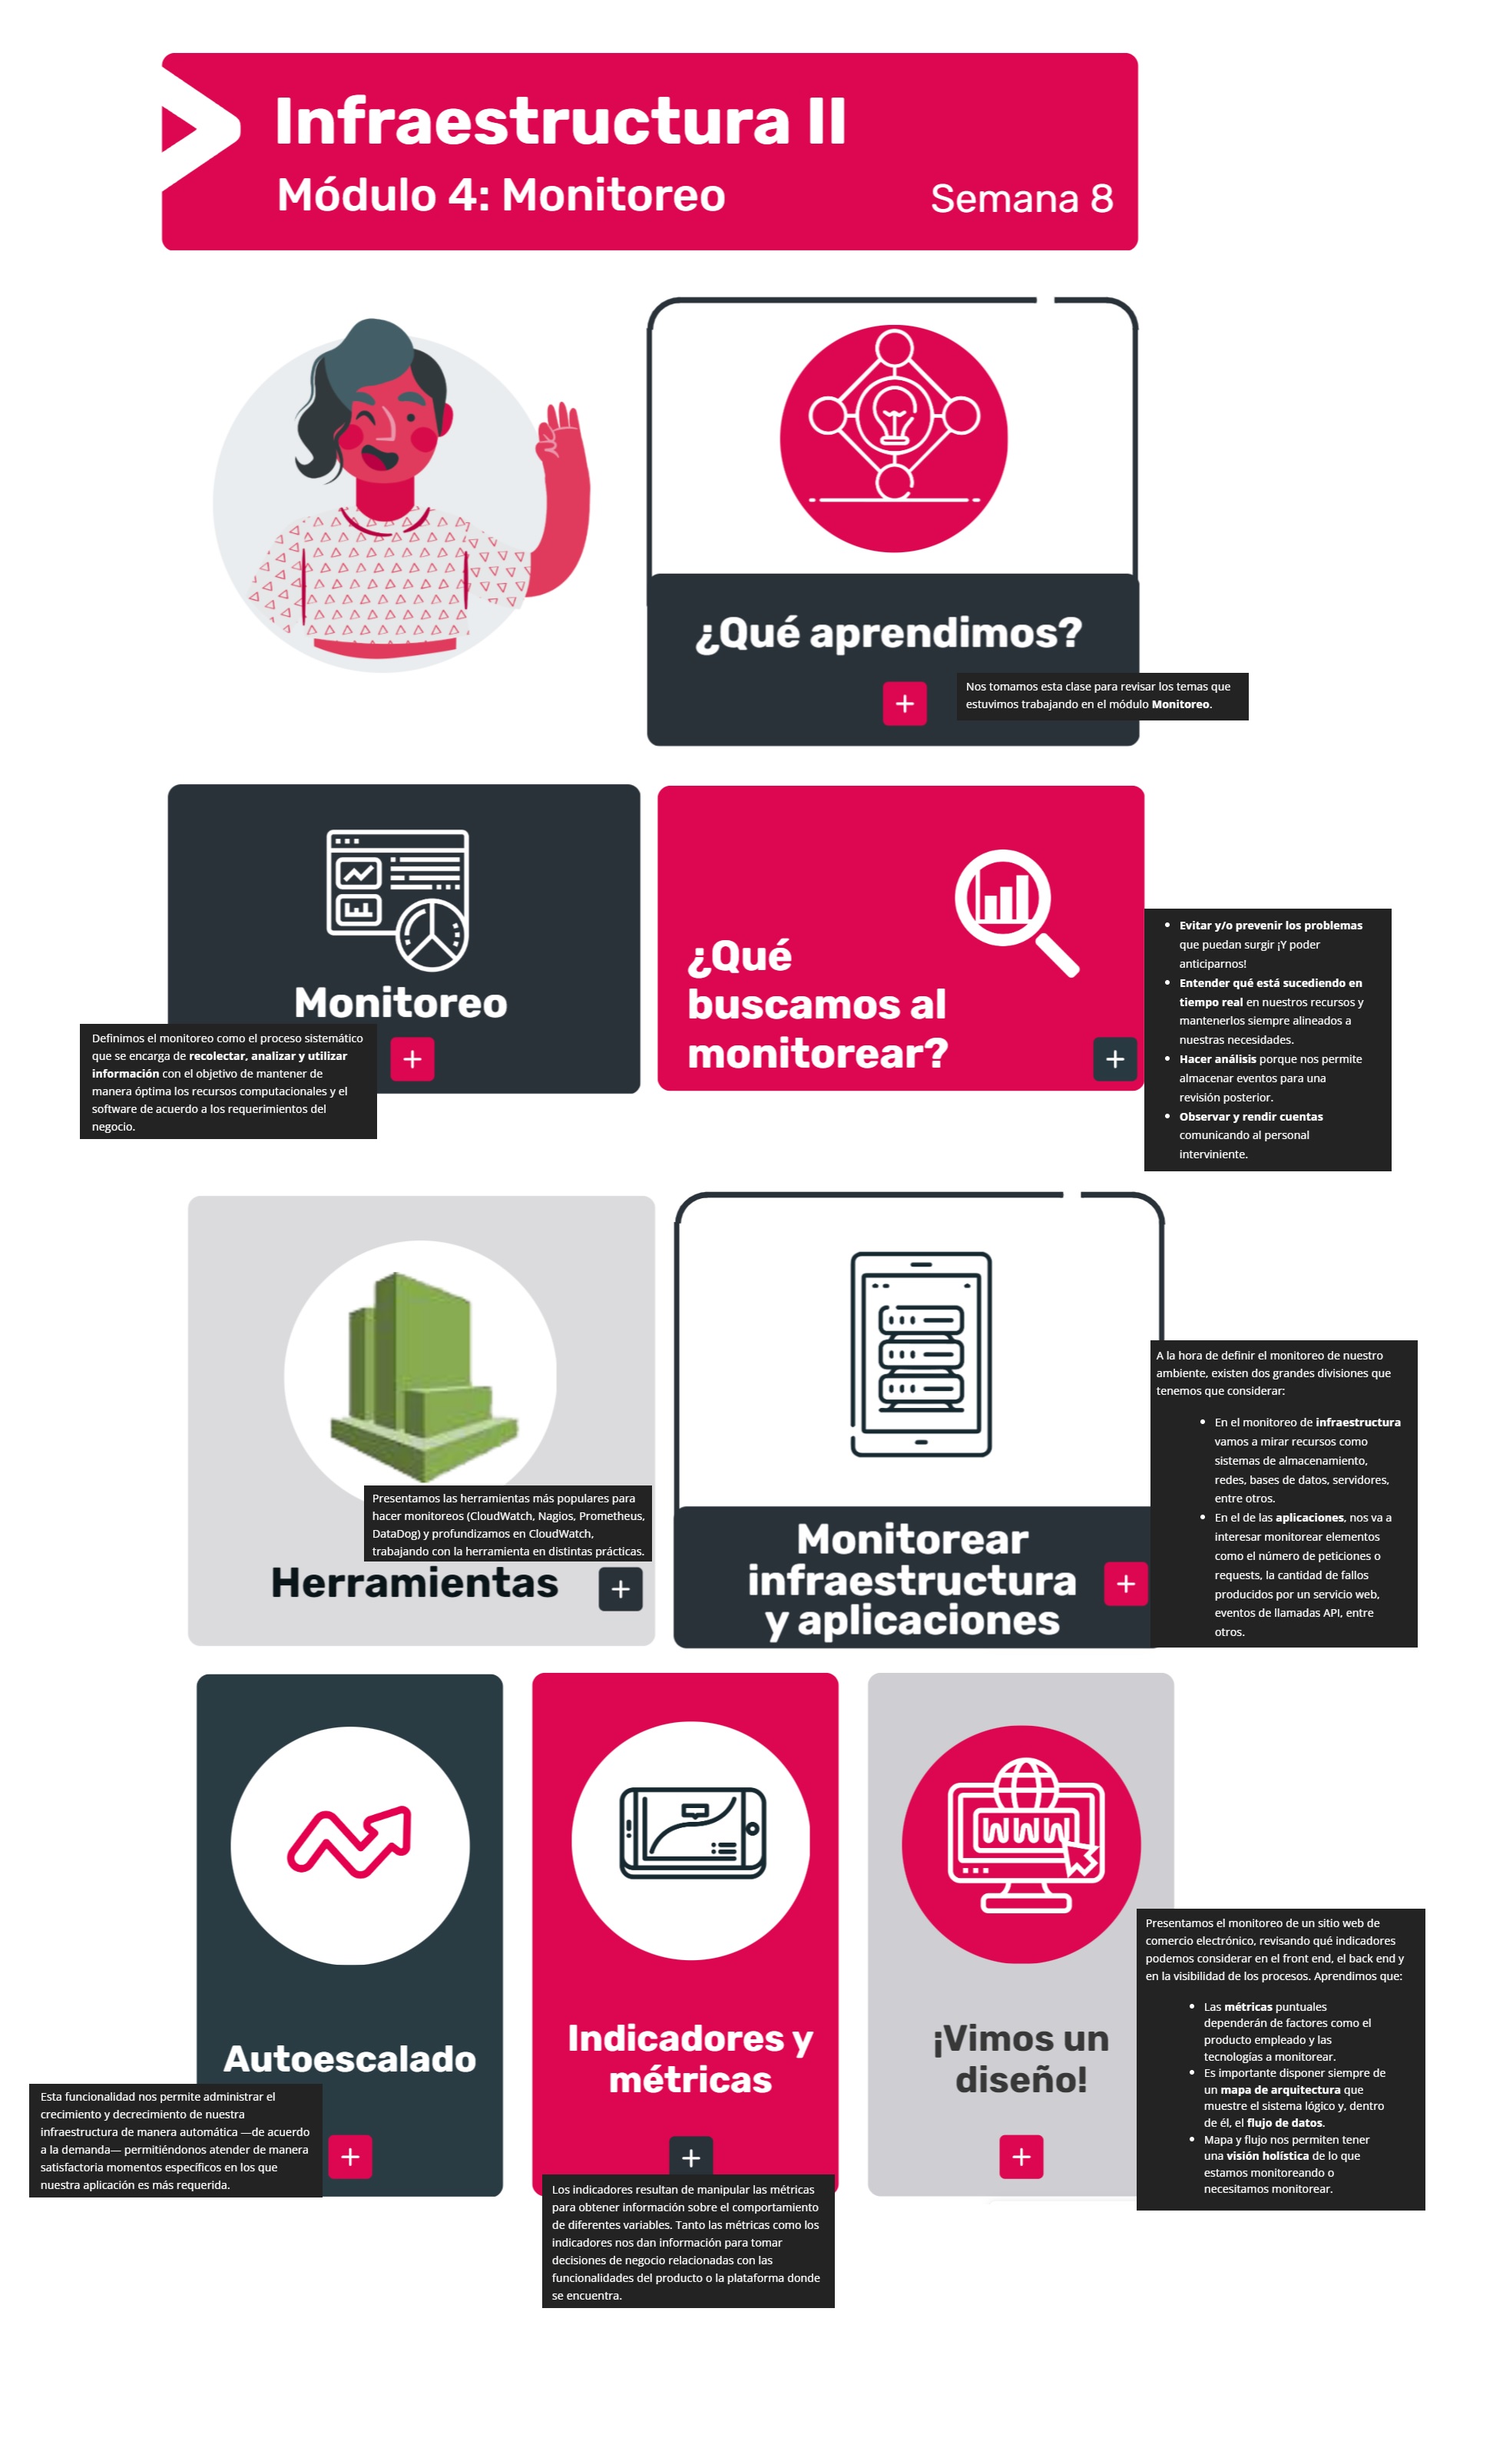 Infraestructura II
Módulo 4: Monitoreo
Semana 8
¿Qué aprendimos?
+
Nos tomamos esta clase para revisar los temas que
estuvimos trabajando en el módulo Monitoreo.
Monitoreo
+
Definimos el monitoreo como el proceso sistemático
que se encarga de recolectar, analizar y utilizar
información con el objetivo de mantener de
manera óptima los recursos computacionales y el
software de acuerdo a los requerimientos del
negocio.
¿Qué
buscamos al
monitorear?
+
• Evitar y/o prevenir los problemas
que puedan surgir ¡Y poder
anticiparnos!
• Entender qué está sucediendo en
tiempo real en nuestros recursos y
mantenerlos siempre alineados a
nuestras necesidades.
• Hacer análisis porque nos permite
almacenar eventos para una
revisión posterior.
• Observar y rendir cuentas
comunicando al personal
interviniente.
Presentamos las herramientas más populares para
hacer monitoreos (CloudWatch, Nagios, Prometheus,
DataDog) y profundizamos en CloudWatch,
trabajando con la herramienta en distintas prácticas.
Herramientas
+
Monitorear
infraestructura
y aplicaciones
+
A la hora de definir el monitoreo de nuestro
ambiente, existen dos grandes divisiones que
tenemos que considerar:
• En el monitoreo de infraestructura
vamos a mirar recursos como
sistemas de almacenamiento,
redes, bases de datos, servidores,
entre otros.
• En el de las aplicaciones, nos va a
interesar monitorear elementos
como el número de peticiones o
requests, la cantidad de fallos
producidos por un servicio web,
eventos de llamadas API, entre
otros.
Autoescalado
+
Esta funcionalidad nos permite administrar el
crecimiento y decrecimiento de nuestra
infraestructura de manera automática —de acuerdo
a la demanda— permitiéndonos atender de manera
satisfactoria momentos específicos en los que
nuestra aplicación es más requerida.
Indicadores y
métricas
+
Los indicadores resultan de manipular las métricas
para obtener información sobre el comportamiento
de diferentes variables. Tanto las métricas como los
indicadores nos dan información para tomar
decisiones de negocio relacionadas con las
funcionalidades del producto o la plataforma donde
se encuentra.
WWW
¡Vimos un
diseño!
+
Presentamos el monitoreo de un sitio web de
comercio electrónico, revisando qué indicadores
podemos considerar en el front end, el back end y
en la visibilidad de los procesos. Aprendimos que:
• Las métricas puntuales
dependerán de factores como el
producto empleado y las
tecnologías a monitorear.
• Es importante disponer siempre de
un mapa de arquitectura que
muestre el sistema lógico y, dentro
de él, el flujo de datos.
• Mapa y flujo nos permiten tener
una visión holística de lo que
estamos monitoreando o
necesitamos monitorear.